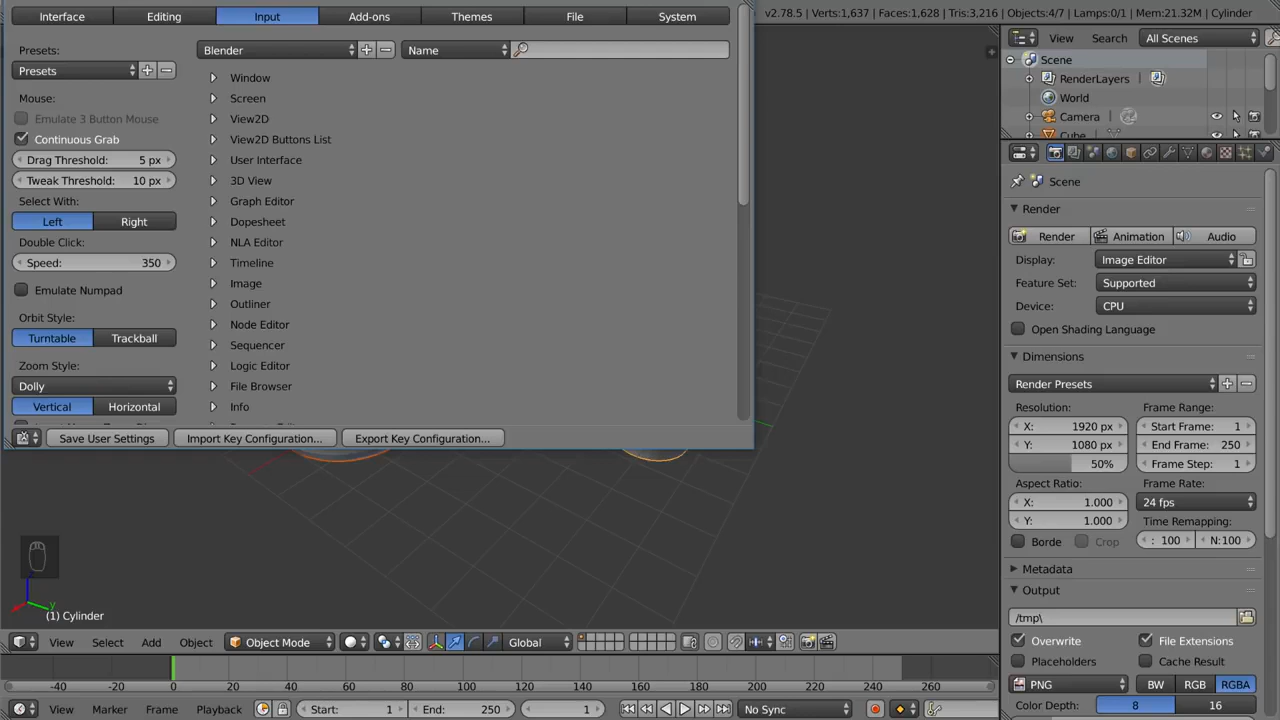 Interface Editing Input Add-ons Themes File System
v2.78.5 | Verts:1,637 | Faces:1,628 | Tris:3,216 | Objects:4/7 | Lamps:0/1 | Mem:21.32M | Cylinder
View Search All Scenes
Presets: Blender Name
Presets
Scene
RenderLayers
World
Camera
Cube
Mouse:
Emulate 3 Button Mouse
Continuous Grab
Drag Threshold: 5 px
Tweak Threshold: 10 px
Select With:
Left Right
Double Click:
Speed: 350
Emulate Numpad
Orbit Style:
Turntable Trackball
Zoom Style:
Dolly
Vertical Horizontal
Window
Screen
View2D
View2D Buttons List
User Interface
3D View
Graph Editor
Dopesheet
NLA Editor
Timeline
Image
Outliner
Node Editor
Sequencer
Logic Editor
File Browser
Info
Save User Settings Import Key Configuration... Export Key Configuration...
Scene
Render
Render Animation Audio
Display: Image Editor
Feature Set: Supported
Device: CPU
Open Shading Language
Dimensions
Render Presets
Resolution: Frame Range:
X: 1920 px Start Frame: 1
Y: 1080 px End Frame: 250
50% Frame Step: 1
Aspect Ratio: Frame Rate:
X: 1.000 24 fps
Y: 1.000 Time Remapping:
Borde Crop : 100 N:100
Metadata
Output
/tmp\
Overwrite File Extensions
Placeholders Cache Result
PNG BW RGB RGBA
Color Depth: 8 16
z
y
(1) Cylinder
View Select Add Object Object Mode Global
-40 -20 0 20 40 60 80 100 120 140 160 180 200 220 240 260
View Marker Frame Playback Start: 1 End: 250 1 No Sync